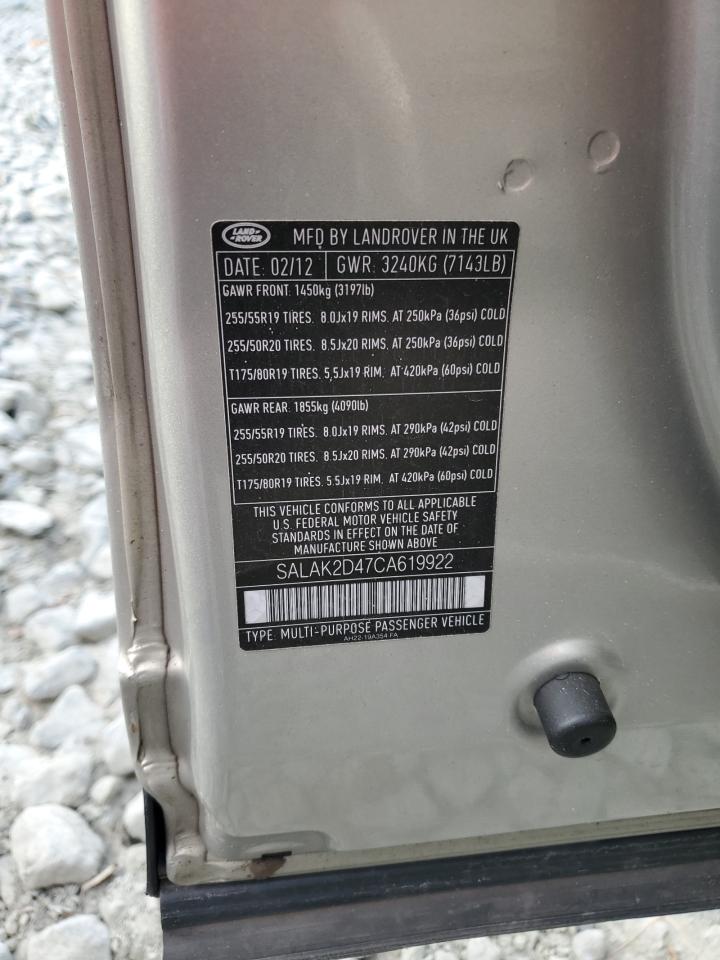 LAND ROVER
MFD BY LANDROVER IN THE UK
DATE: 02/12 GWR: 3240KG (7143LB)
GAWR FRONT: 1450kg (3197lb)
255/55R19 TIRES. 8.0Jx19 RIMS. AT 250kPa (36psi) COLD
255/50R20 TIRES. 8.5Jx20 RIMS. AT 250kPa (36psi) COLD
T175/80R19 TIRES. 5.5Jx19 RIM. AT 420kPa (60psi) COLD
GAWR REAR: 1855kg (4090lb)
255/55R19 TIRES. 8.0Jx19 RIMS. AT 290kPa (42psi) COLD
255/50R20 TIRES. 8.5Jx20 RIMS. AT 290kPa (42psi) COLD
T175/80R19 TIRES. 5.5Jx19 RIM. AT 420kPa (60psi) COLD
THIS VEHICLE CONFORMS TO ALL APPLICABLE
U.S. FEDERAL MOTOR VEHICLE SAFETY
STANDARDS IN EFFECT ON THE DATE OF
MANUFACTURE SHOWN ABOVE
SALAK2D47CA619922
TYPE: MULTI-PURPOSE PASSENGER VEHICLE
AH22-19A354-FA